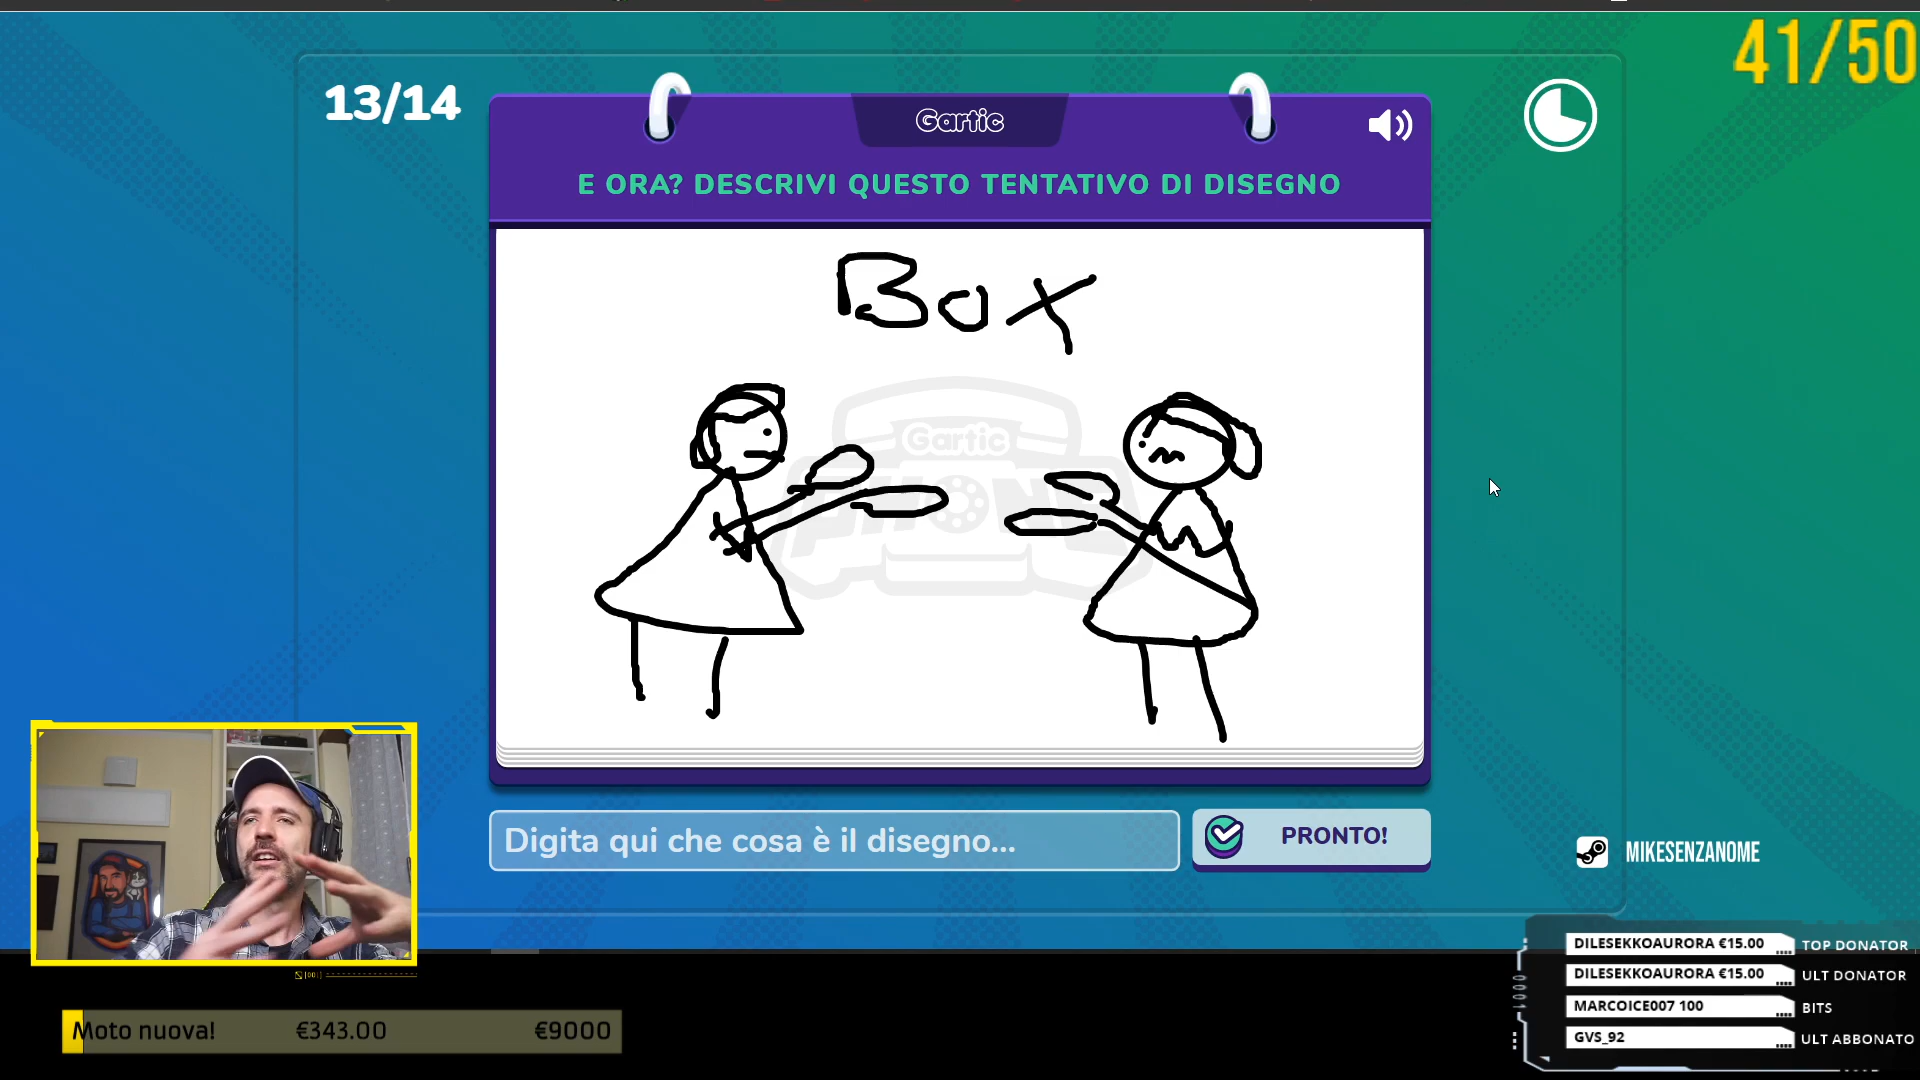 41/50
13/14
Gartic
E ORA? DESCRIVI QUESTO TENTATIVO DI DISEGNO
Box
Gartic
PHONE
Digita qui che cosa è il disegno...
PRONTO!
MIKESENZANOME
DILESEKKOAURORA €15.00 TOP DONATOR
DILESEKKOAURORA €15.00 ULT DONATOR
MARCOICE007 100 BITS
GVS_92 ULT ABBONATO
Moto nuova! €343.00 €9000